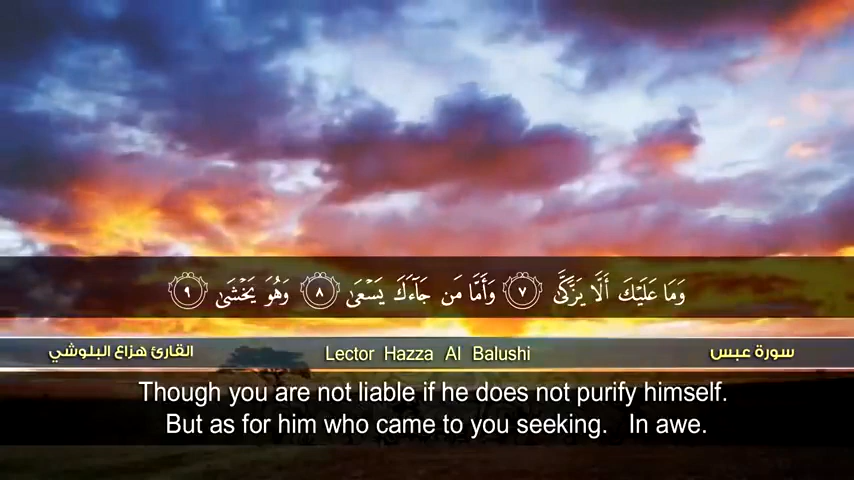 وَمَا عَلَيْكَ أَلَّا يَزَّكَّىٰ ٧ وَأَمَّا مَن جَآءَكَ يَسْعَىٰ ٨ وَهُوَ يَخْشَىٰ ٩
سورة عبس Lector Hazza Al Balushi القارئ هزاع البلوشي
Though you are not liable if he does not purify himself.
But as for him who came to you seeking. In awe.